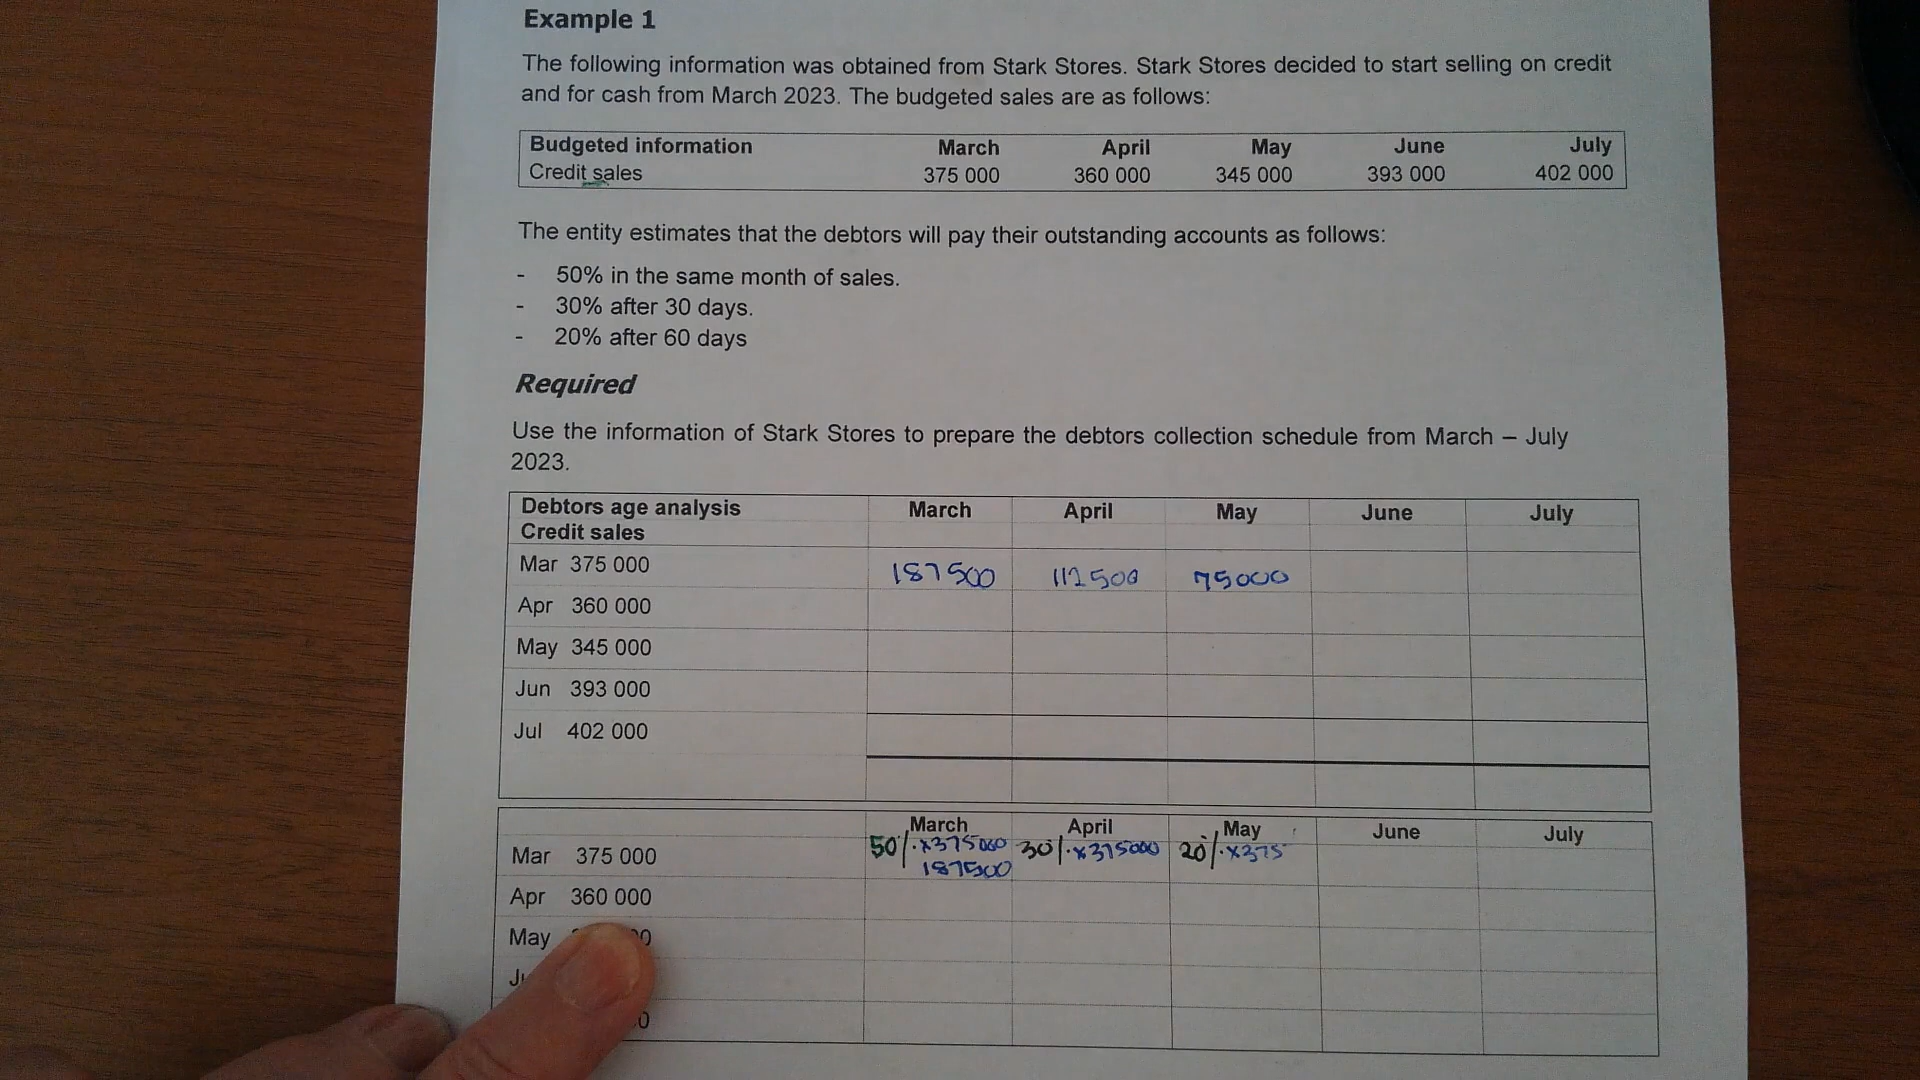 Example 1
The following information was obtained from Stark Stores. Stark Stores decided to start selling on credit
and for cash from March 2023. The budgeted sales are as follows:
Budgeted information March April May June July
Credit sales 375 000 360 000 345 000 393 000 402 000
The entity estimates that the debtors will pay their outstanding accounts as follows:
- 50% in the same month of sales.
- 30% after 30 days.
- 20% after 60 days
Required
Use the information of Stark Stores to prepare the debtors collection schedule from March – July
2023.
Debtors age analysis March April May June July
Credit sales
Mar 375 000 187500 112500 75000
Apr 360 000
May 345 000
Jun 393 000
Jul 402 000
March April May June July
Mar 375 000 50%×375000 30%×375000 20%×375
187500
Apr 360 000
May